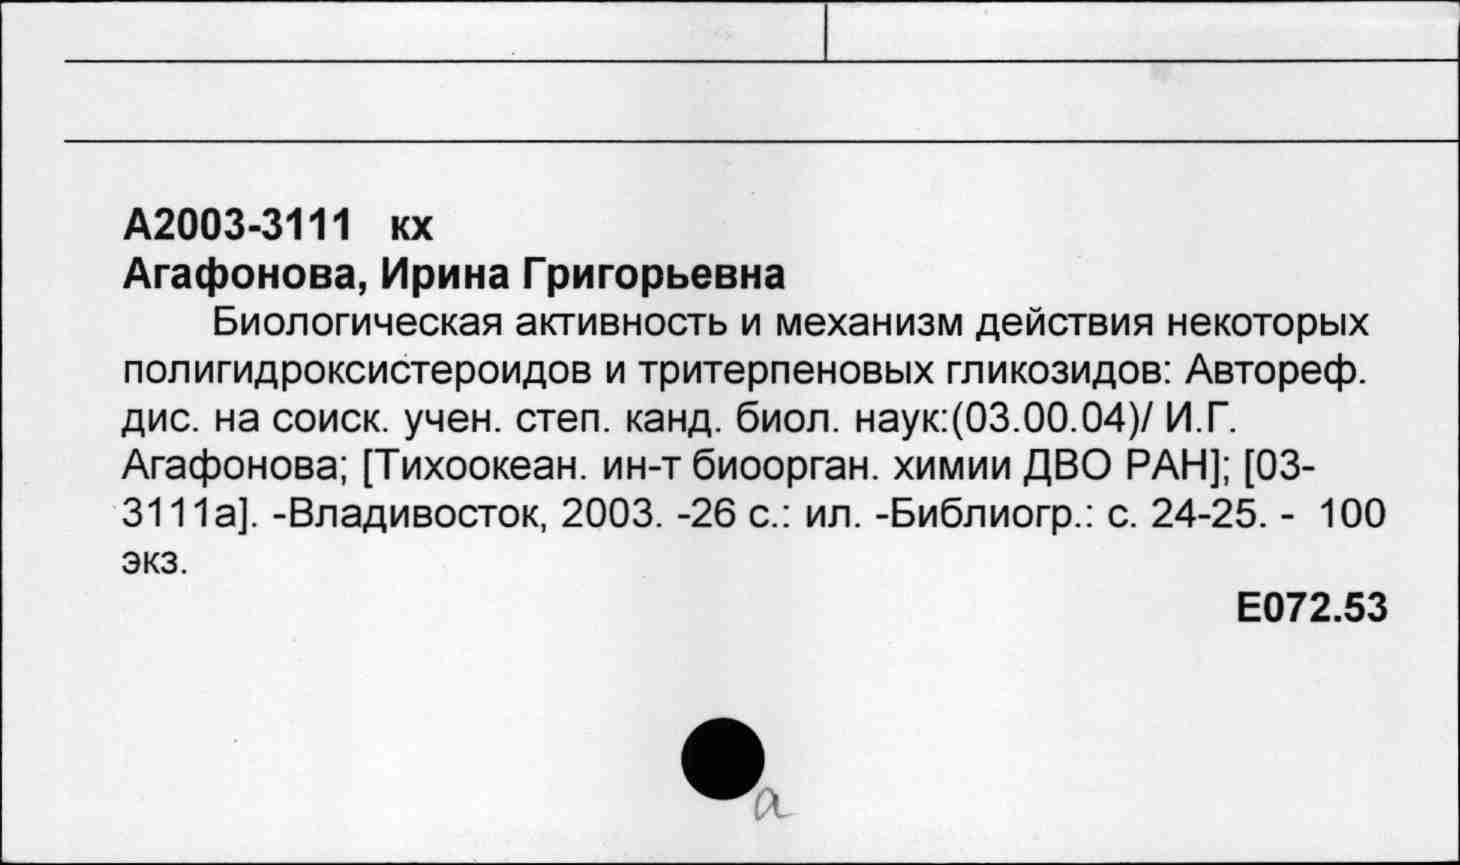 А2003-3111 кх
Агафонова, Ирина Григорьевна
Биологическая активность и механизм действия некоторых
полигидроксистероидов и тритерпеновых гликозидов: Автореф.
дис. на соиск. учен. степ. канд. биол. наук:(03.00.04)/ И.Г.
Агафонова; [Тихоокеан. ин-т биоорган. химии ДВО РАН]; [03-
3111а]. -Владивосток, 2003. -26 с.: ил. -Библиогр.: с. 24-25. - 100
экз.
Е072.53
а